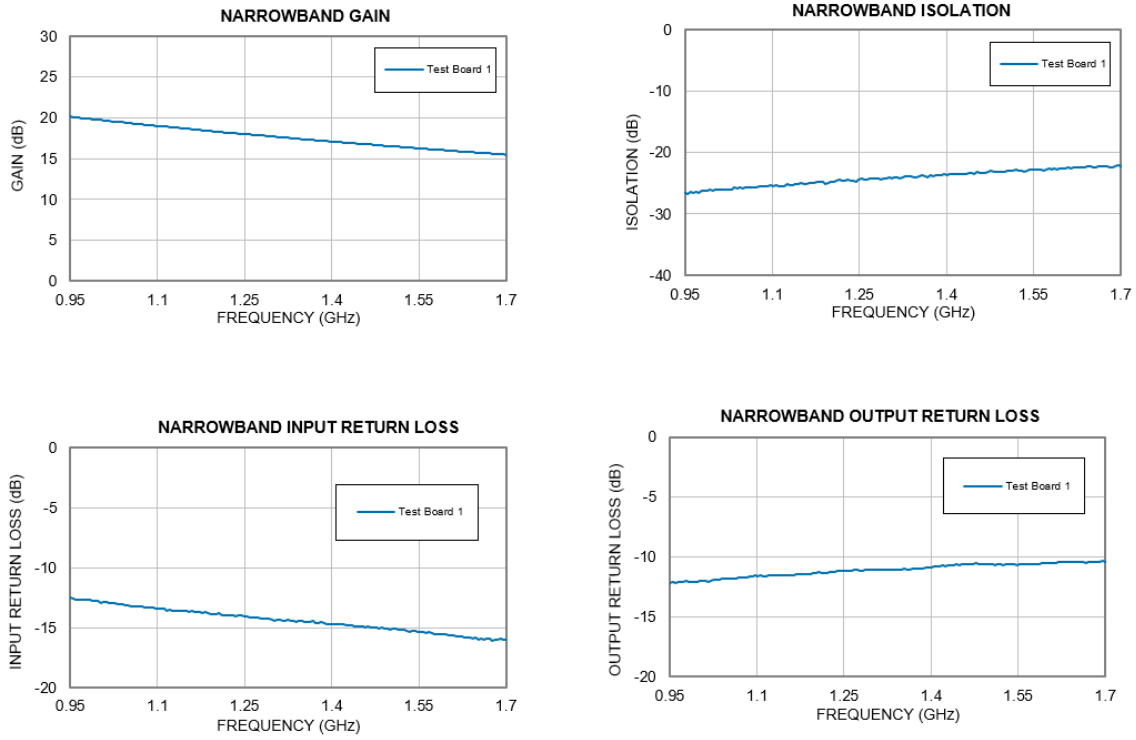 NARROWBAND GAIN
30
25
20
15
10
5
0
GAIN (dB)
Test Board 1
0.95 1.1 1.25 1.4 1.55 1.7
FREQUENCY (GHz)
NARROWBAND ISOLATION
0
-10
-20
-30
-40
ISOLATION (dB)
Test Board 1
0.95 1.1 1.25 1.4 1.55 1.7
FREQUENCY (GHz)
NARROWBAND INPUT RETURN LOSS
0
-5
-10
-15
-20
INPUT RETURN LOSS (dB)
Test Board 1
0.95 1.1 1.25 1.4 1.55 1.7
FREQUENCY (GHz)
NARROWBAND OUTPUT RETURN LOSS
0
-5
-10
-15
-20
OUTPUT RETURN LOSS (dB)
Test Board 1
0.95 1.1 1.25 1.4 1.55 1.7
FREQUENCY (GHz)